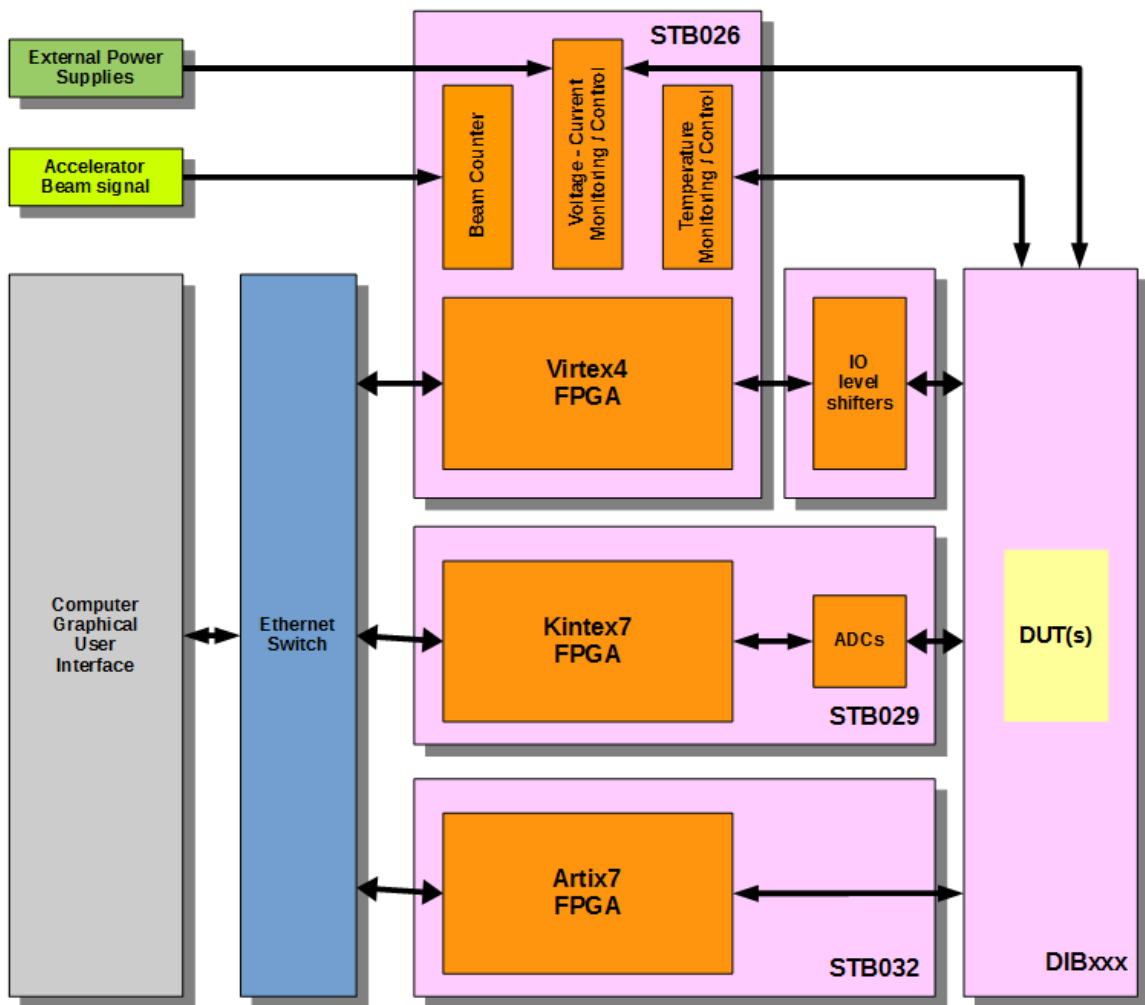 STB026
External Power
Supplies
Accelerator
Beam signal
Beam Counter
Voltage - Current
Monitoring / Control
Temperature
Monitoring / Control
Virtex4
FPGA
IO
level
shifters
Computer
Graphical
User
Interface
Ethernet
Switch
Kintex7
FPGA
ADCs
STB029
DUT(s)
Artix7
FPGA
STB032
DIBxxx